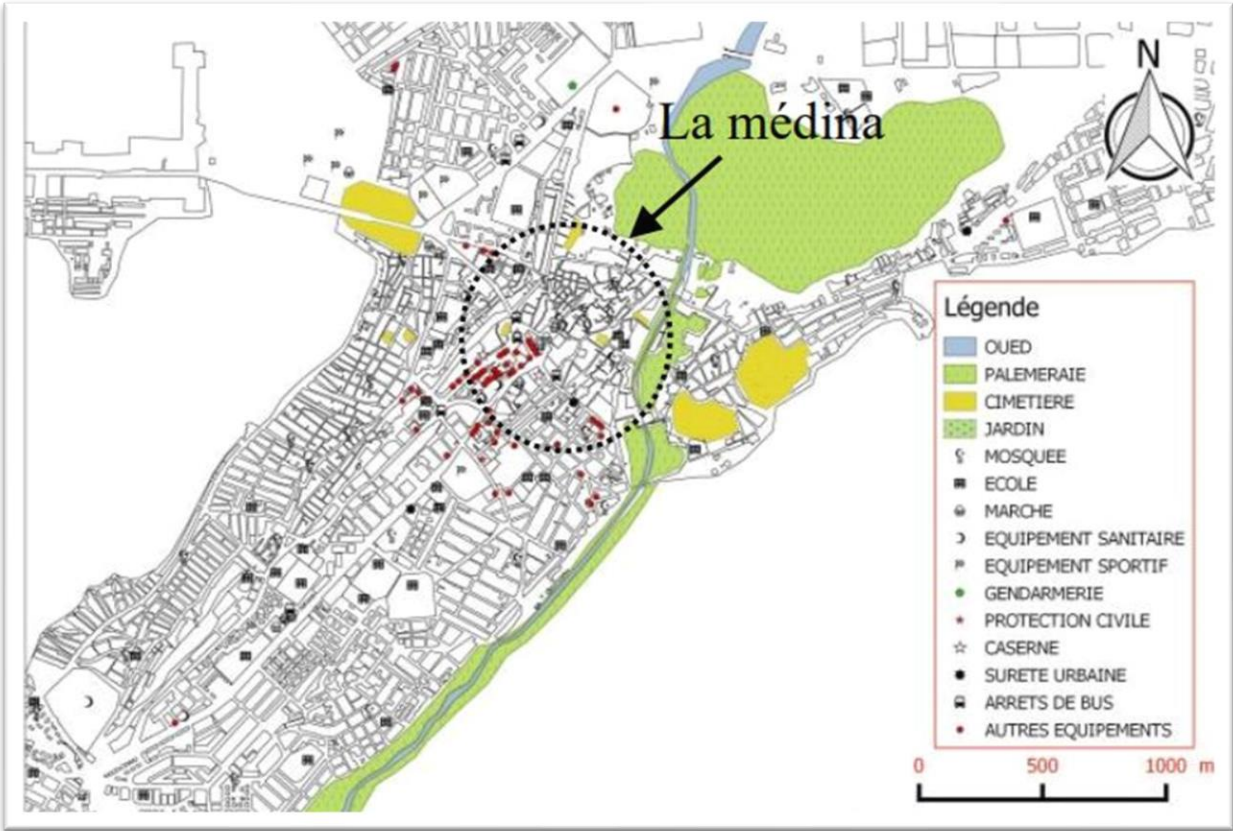 N
La médina
Légende
OUED
PALEMERAIE
CIMETIERE
JARDIN
MOSQUEE
ECOLE
MARCHE
EQUIPEMENT SANITAIRE
EQUIPEMENT SPORTIF
GENDARMERIE
PROTECTION CIVILE
CASERNE
SURETE URBAINE
ARRETS DE BUS
AUTRES EQUIPEMENTS
0 500 1000 m